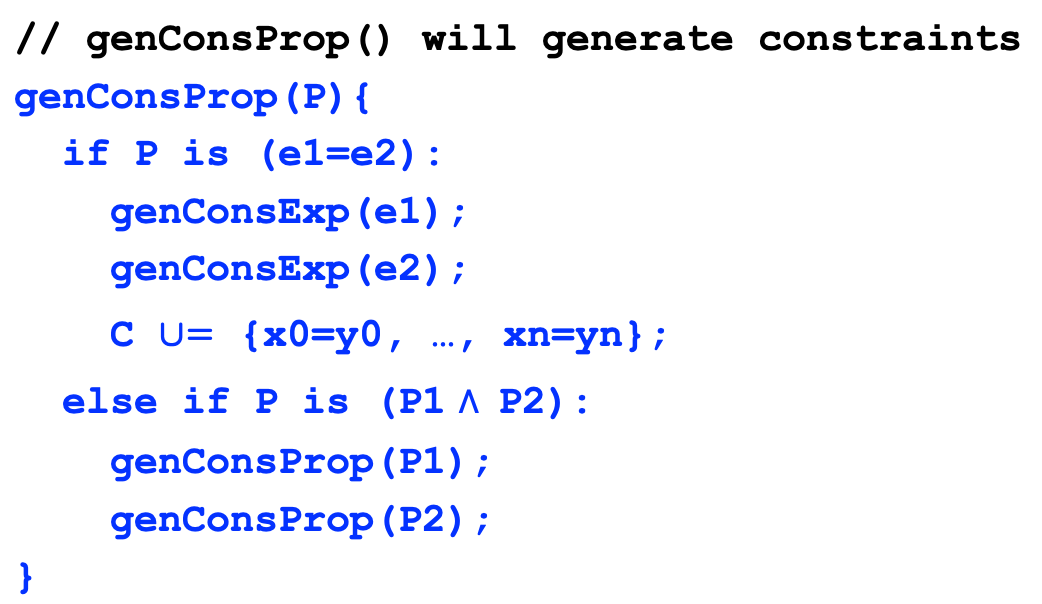 // genConsProp() will generate constraints
genConsProp(P){
  if P is (e1=e2):
    genConsExp(e1);
    genConsExp(e2);
    C ∪= {x0=y0, …, xn=yn};
  else if P is (P1 ∧ P2):
    genConsProp(P1);
    genConsProp(P2);
}